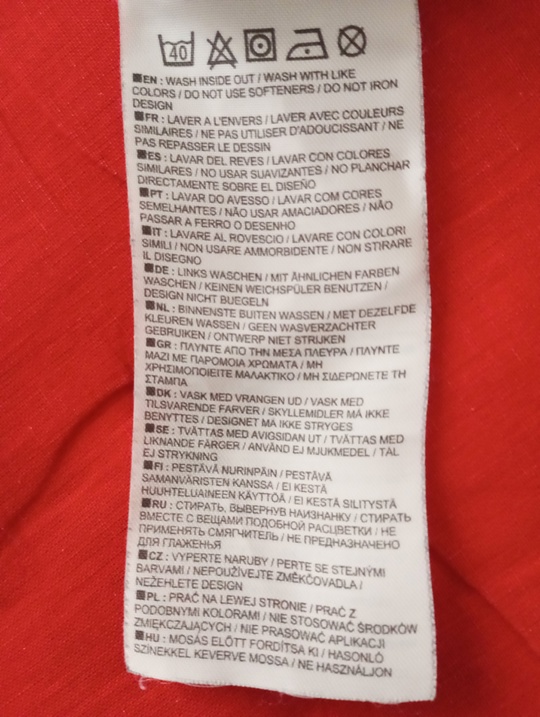 40
EN : WASH INSIDE OUT / WASH WITH LIKE
COLORS / DO NOT USE SOFTENERS / DO NOT IRON
DESIGN
FR : LAVER A L'ENVERS / LAVER AVEC COULEURS
SIMILAIRES / NE PAS UTILISER D'ADOUCISSANT / NE
PAS REPASSER LE DESSIN
ES : LAVAR DEL REVES / LAVAR CON COLORES
SIMILARES / NO USAR SUAVIZANTES / NO PLANCHAR
DIRECTAMENTE SOBRE EL DISEÑO
PT : LAVAR DO AVESSO / LAVAR COM CORES
SEMELHANTES / NÃO USAR AMACIADORES / NÃO
PASSAR A FERRO O DESENHO
IT : LAVARE AL ROVESCIO / LAVARE CON COLORI
SIMILI / NON USARE AMMORBIDENTE / NON STIRARE
IL DISEGNO
DE : LINKS WASCHEN / MIT ÄHNLICHEN FARBEN
WASCHEN / KEINEN WEICHSPÜLER BENUTZEN /
DESIGN NICHT BUEGELN
NL : BINNENSTE BUITEN WASSEN / MET DEZELFDE
KLEUREN WASSEN / GEEN WASVERZACHTER
GEBRUIKEN / ONTWERP NIET STRIJKEN
GR : ΠΛΥΝΤΕ ΑΠΟ ΤΗΝ ΜΕΣΑ ΠΛΕΥΡΑ / ΠΛΥΝΤΕ
ΜΑΖΙ ΜΕ ΠΑΡΟΜΟΙΑ ΧΡΩΜΑΤΑ / ΜΗ
ΧΡΗΣΙΜΟΠΟΙΕΙΤΕ ΜΑΛΑΚΤΙΚΟ / ΜΗ ΣΙΔΕΡΩΝΕΤΕ ΤΗ
ΣΤΑΜΠΑ
DK : VASK MED VRANGEN UD / VASK MED
TILSVARENDE FARVER / SKYLLEMIDLER MÅ IKKE
BENYTTES / DESIGNET MÅ IKKE STRYGES
SE : TVÄTTAS MED AVIGSIDAN UT / TVÄTTAS MED
LIKNANDE FÄRGER / ANVÄND EJ MJUKMEDEL / TÅL
EJ STRYKNING
FI : PESTÄVÄ NURINPÄIN / PESTÄVÄ
SAMANVÄRISTEN KANSSA / EI KESTÄ
HUUHTELUAINEEN KÄYTTÖÄ / EI KESTÄ SILITYSTÄ
RU : СТИРАТЬ, ВЫВЕРНУВ НАИЗНАНКУ / СТИРАТЬ
ВМЕСТЕ С ВЕЩАМИ ПОДОБНОЙ РАСЦВЕТКИ / НЕ
ПРИМЕНЯТЬ СМЯГЧИТЕЛЬ / НЕ ПРЕДНАЗНАЧЕНО
ДЛЯ ГЛАЖЕНЬЯ
CZ : VYPERTE NARUBY / PERTE SE STEJNÝMI
BARVAMI / NEPOUŽÍVEJTE ZMĚKČOVADLA /
NEŽEHLETE DESIGN
PL : PRAĆ NA LEWEJ STRONIE / PRAĆ Z
PODOBNYMI KOLORAMI / NIE STOSOWAĆ ŚRODKÓW
ZMIĘKCZAJĄCYCH / NIE PRASOWAĆ APLIKACJI
HU : MOSÁS ELŐTT FORDÍTSA KI / HASONLÓ
SZÍNEKKEL KEVERVE MOSSA / NE HASZNÁLJON